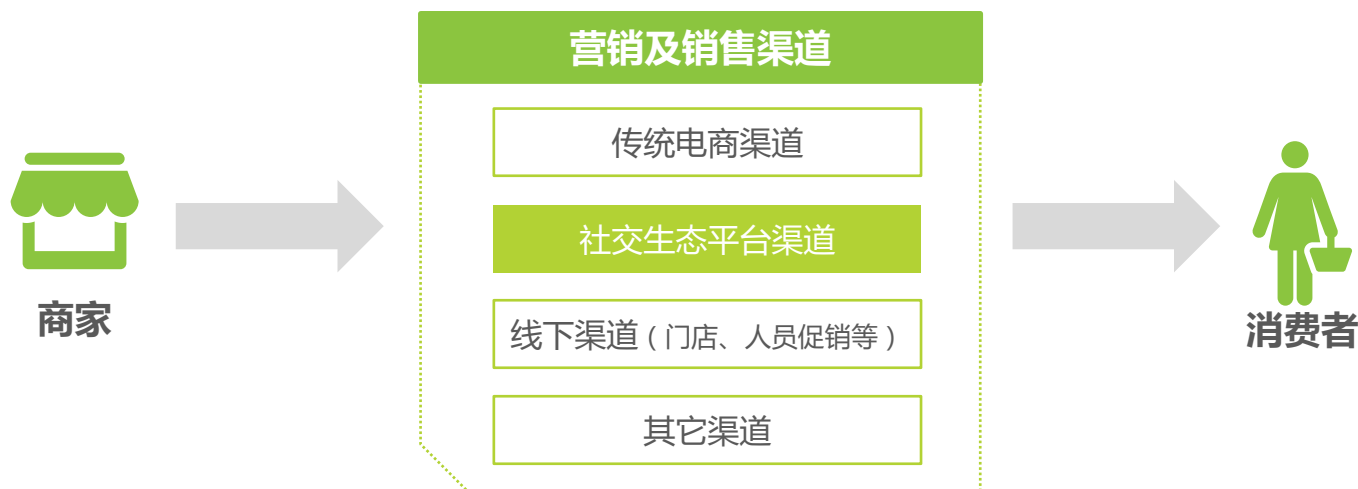 营销及销售渠道
传统电商渠道
社交生态平台渠道
商家
线下渠道（门店、人员促销等）
消费者
其它渠道